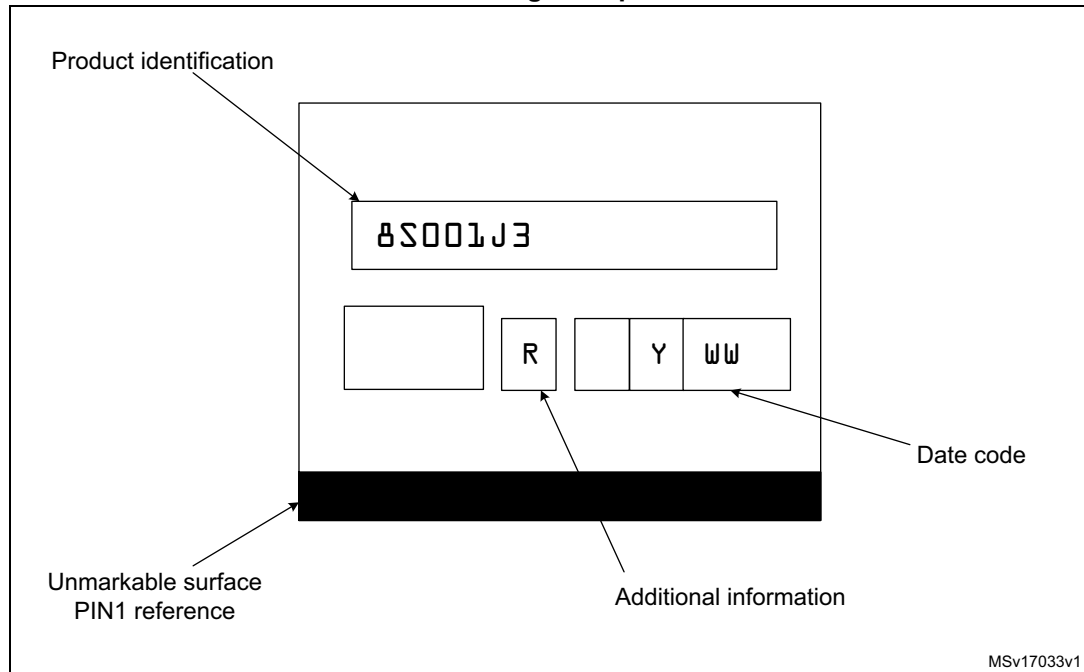 Product identification
8S001J3
R
Y WW
Date code
Unmarkable surface
PIN1 reference
Additional information
MSv17033v1